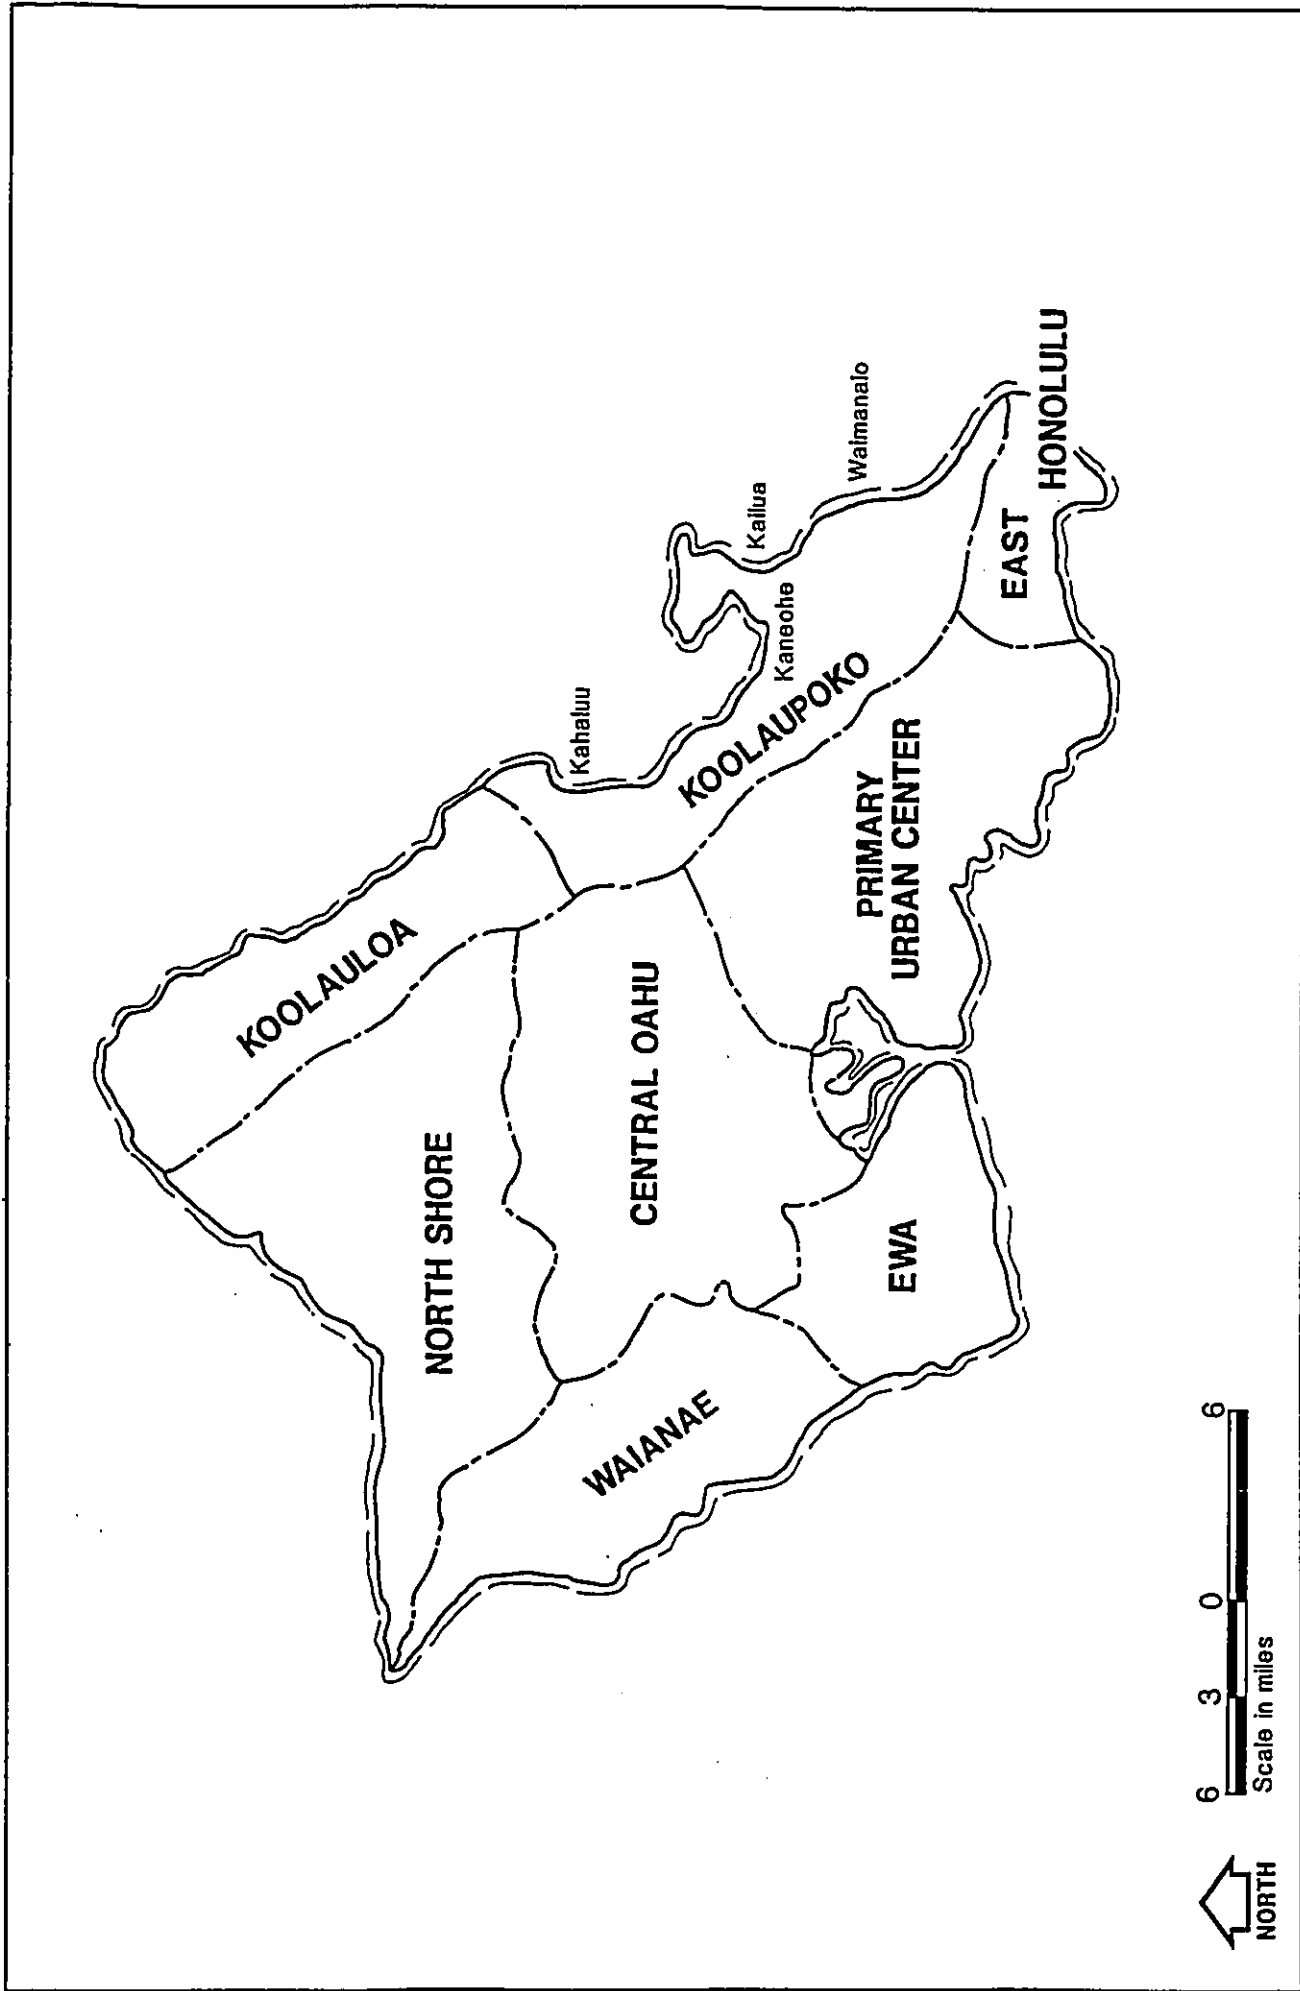 KOOLAULOA
NORTH SHORE
Kahaluu
CENTRAL OAHU
KOOLAUPOKO
Kaneohe
Kailua
Waimanalo
WAIANAE
EWA
PRIMARY
URBAN CENTER
EAST
HONOLULU
6 3 0 6
Scale in miles
NORTH